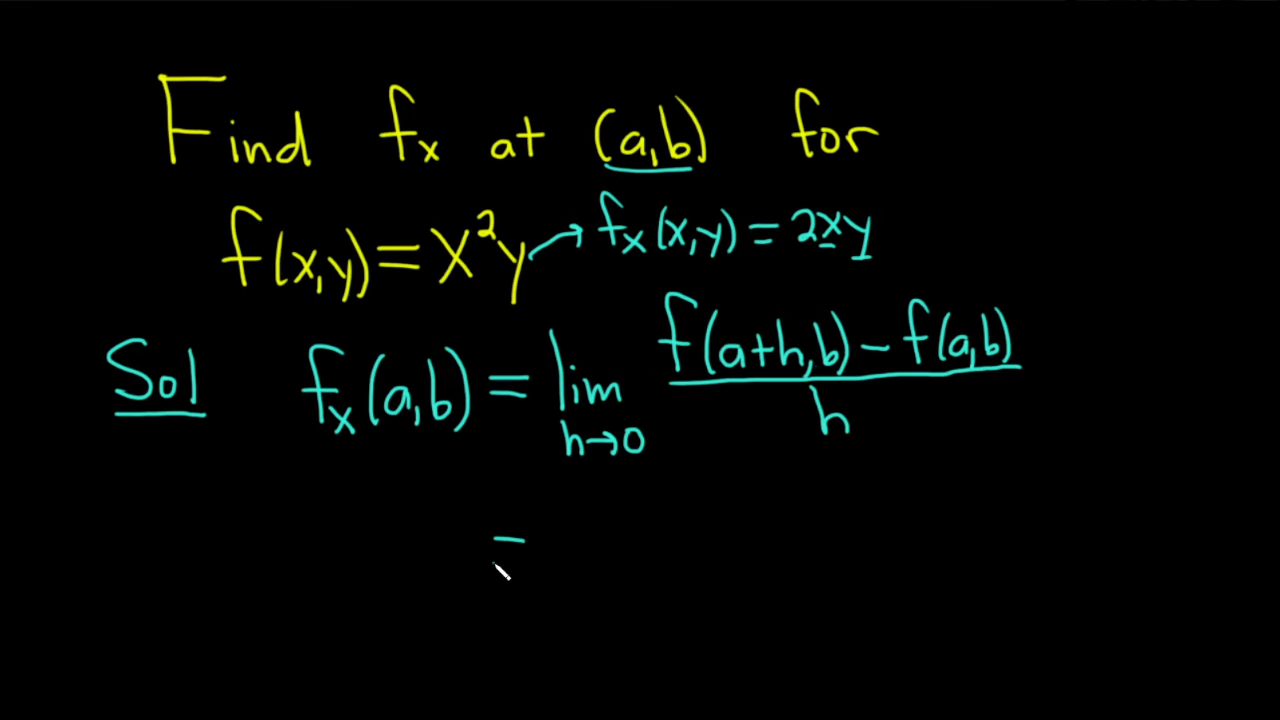 Find fx at (a,b) for
f(x,y) = x²y → fx(x,y) = 2xy
Sol fx(a,b) = lim h→0 f(a+h,b) - f(a,b) / h